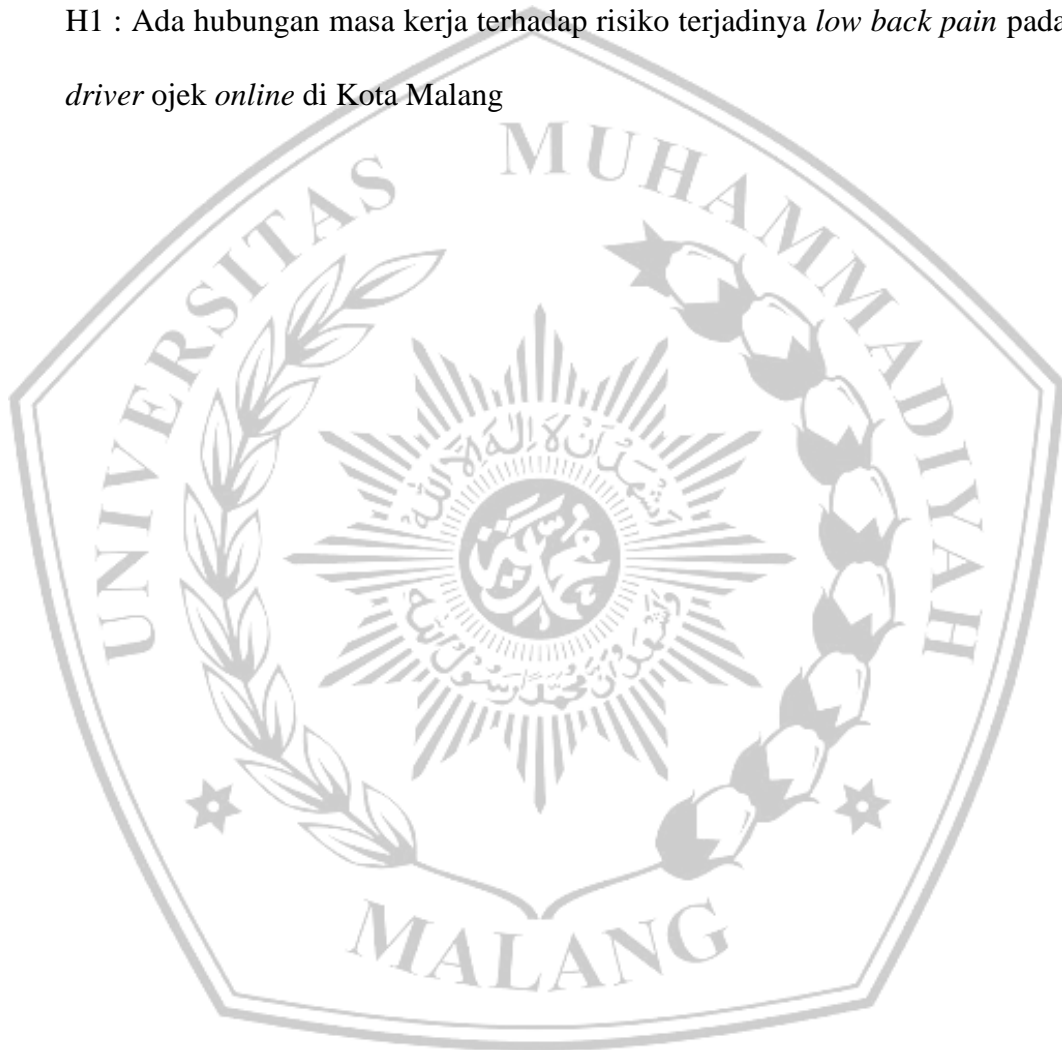 H1 : Ada hubungan masa kerja terhadap risiko terjadinya low back pain pada
driver ojek online di Kota Malang
UNIVERSITAS MUHAMMADIYAH
MALANG